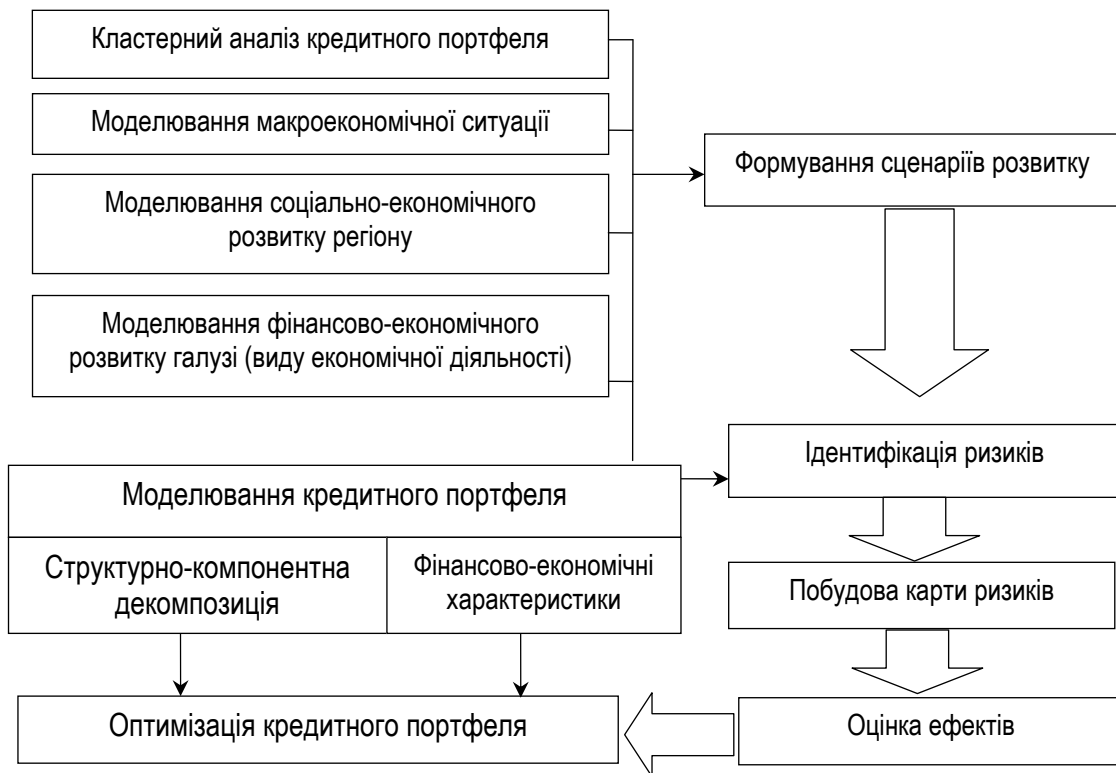 Кластерний аналіз кредитного портфеля
Моделювання макроекономічної ситуації
Моделювання соціально-економічного
розвитку регіону
Моделювання фінансово-економічного
розвитку галузі (виду економічної діяльності)
Формування сценаріїв розвитку
Ідентифікація ризиків
Моделювання кредитного портфеля
Структурно-компонентна
декомпозиція
Фінансово-економічні
характеристики
Побудова карти ризиків
Оптимізація кредитного портфеля
Оцінка ефектів